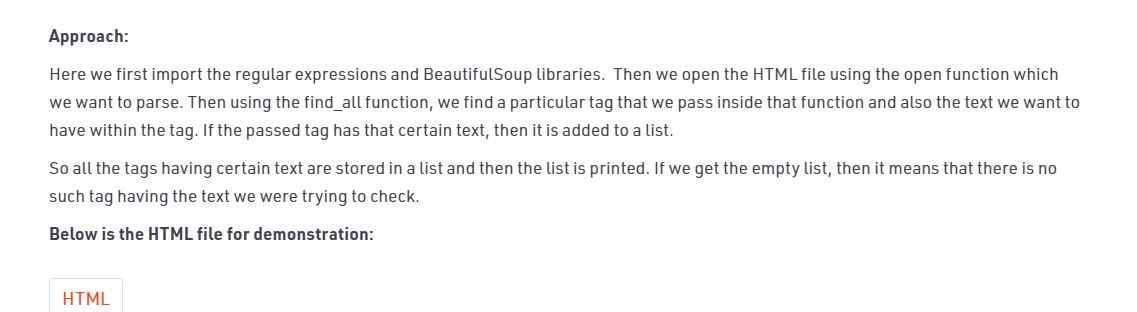 Approach:
Here we first import the regular expressions and BeautifulSoup libraries.  Then we open the HTML file using the open function which
we want to parse. Then using the find_all function, we find a particular tag that we pass inside that function and also the text we want to
have within the tag. If the passed tag has that certain text, then it is added to a list.
So all the tags having certain text are stored in a list and then the list is printed. If we get the empty list, then it means that there is no
such tag having the text we were trying to check.
Below is the HTML file for demonstration:
HTML